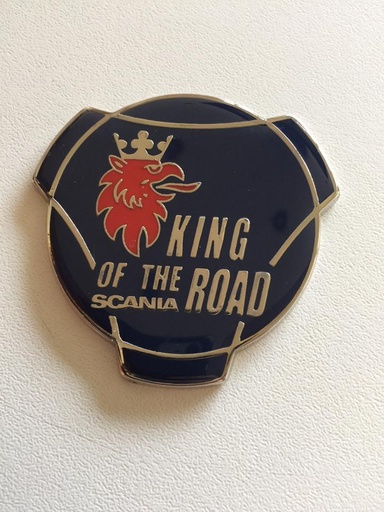 KING
OF THE ROAD
SCANIA